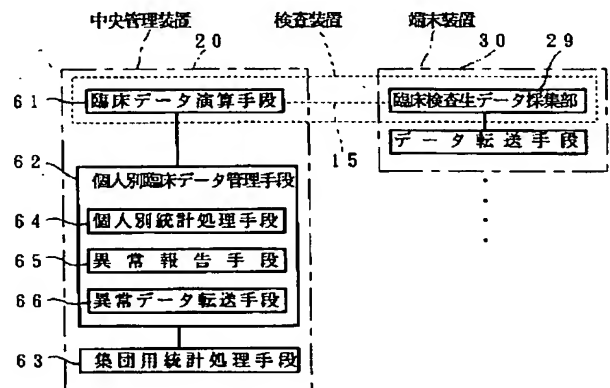 中央管理装置 検査装置 端末装置
20 30 29
61 臨床データ演算手段 臨床検査生データ採集部
データ転送手段
15
62 個人別臨床データ管理手段
64 個人別統計処理手段
65 異常報告手段
66 異常データ転送手段
63 集団用統計処理手段